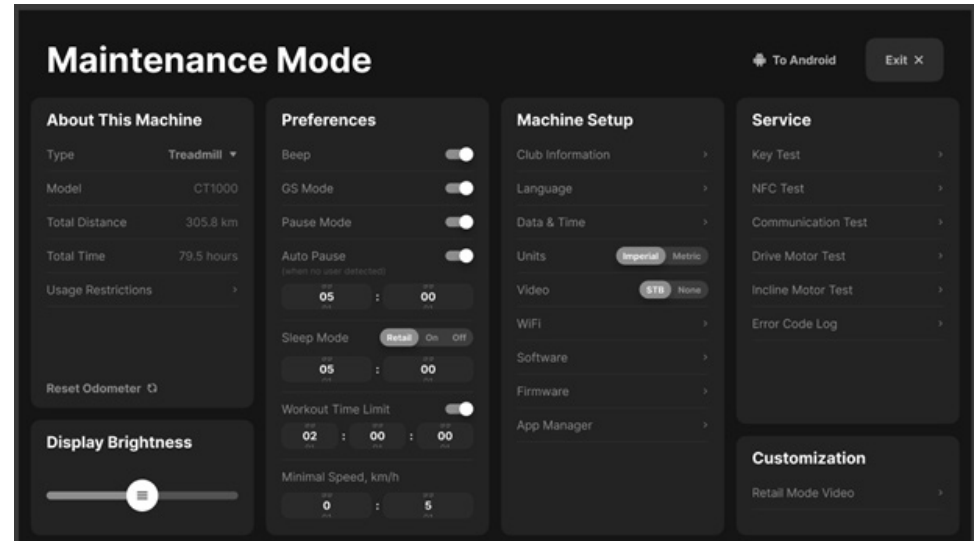 Maintenance Mode
To Android
Exit ×
About This Machine
Type Treadmill
Model CT1000
Total Distance 305.8 km
Total Time 79.5 hours
Usage Restrictions
Reset Odometer
Display Brightness
Preferences
Beep
GS Mode
Pause Mode
Auto Pause
(when no user detected)
05 : 00
Sleep Mode Retail On Off
05 : 00
Workout Time Limit
02 : 00 : 00
Minimal Speed, km/h
0 : 5
Machine Setup
Club Information
Language
Data & Time
Units Imperial Metric
Video STB None
WiFi
Software
Firmware
App Manager
Service
Key Test
NFC Test
Communication Test
Drive Motor Test
Incline Motor Test
Error Code Log
Customization
Retail Mode Video